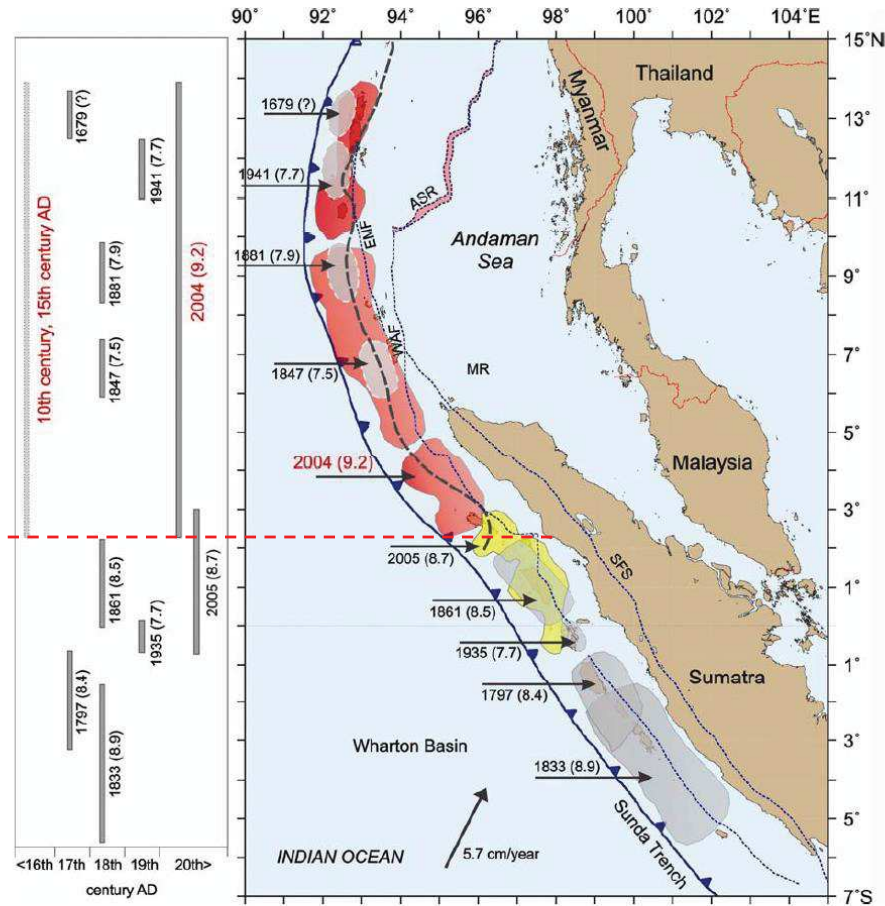 90° 92° 94° 96° 98° 100° 102° 104°E
15°N
13°
11°
9°
7°
5°
3°
1°
1°
3°
5°
7°S
10th century, 15th century AD
1679 (?)
1941 (7.7)
1881 (7.9)
1847 (7.5)
2004 (9.2)
1861 (8.5)
1935 (7.7)
2005 (8.7)
1797 (8.4)
1833 (8.9)
<16th 17th 18th 19th 20th>
century AD
1679 (?)
1941 (7.7)
1881 (7.9)
1847 (7.5)
2004 (9.2)
2005 (8.7)
1861 (8.5)
1935 (7.7)
1797 (8.4)
1833 (8.9)
Thailand
Myanmar
ASR
ENF
Andaman
Sea
WAF
MR
Malaysia
SFS
Sumatra
Wharton Basin
Sunda Trench
5.7 cm/year
INDIAN OCEAN